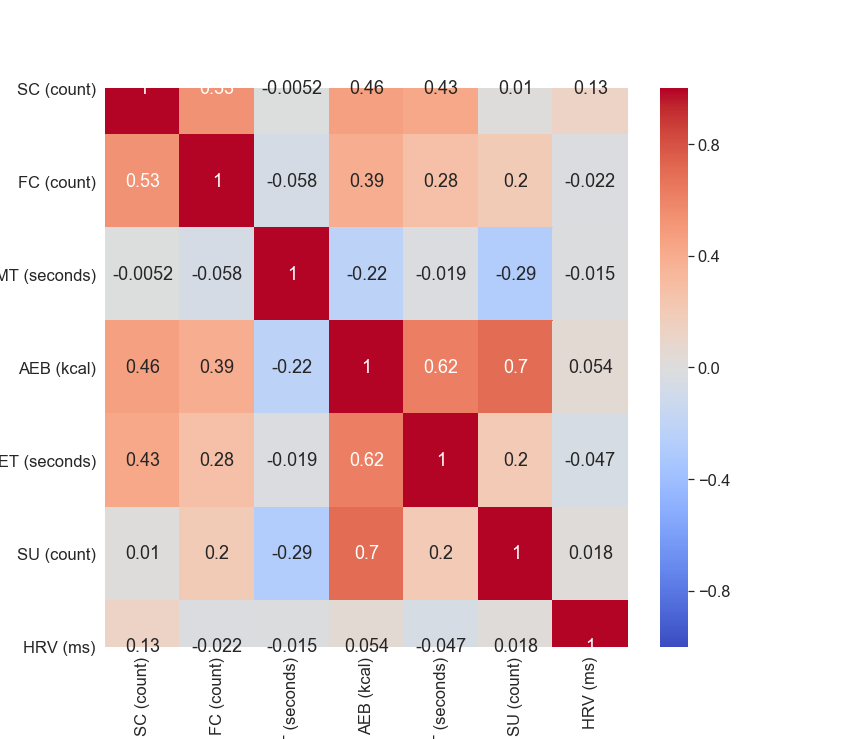 SC (count) 1 0.53 -0.0052 0.46 0.43 0.01 0.13
FC (count) 0.53 1 -0.058 0.39 0.28 0.2 -0.022
MT (seconds) -0.0052 -0.058 1 -0.22 -0.019 -0.29 -0.015
AEB (kcal) 0.46 0.39 -0.22 1 0.62 0.7 0.054
ET (seconds) 0.43 0.28 -0.019 0.62 1 0.2 -0.047
SU (count) 0.01 0.2 -0.29 0.7 0.2 1 0.018
HRV (ms) 0.13 -0.022 -0.015 0.054 -0.047 0.018 1
SC (count)
FC (count)
T (seconds)
AEB (kcal)
T (seconds)
SU (count)
HRV (ms)
0.8
0.4
0.0
−0.4
−0.8